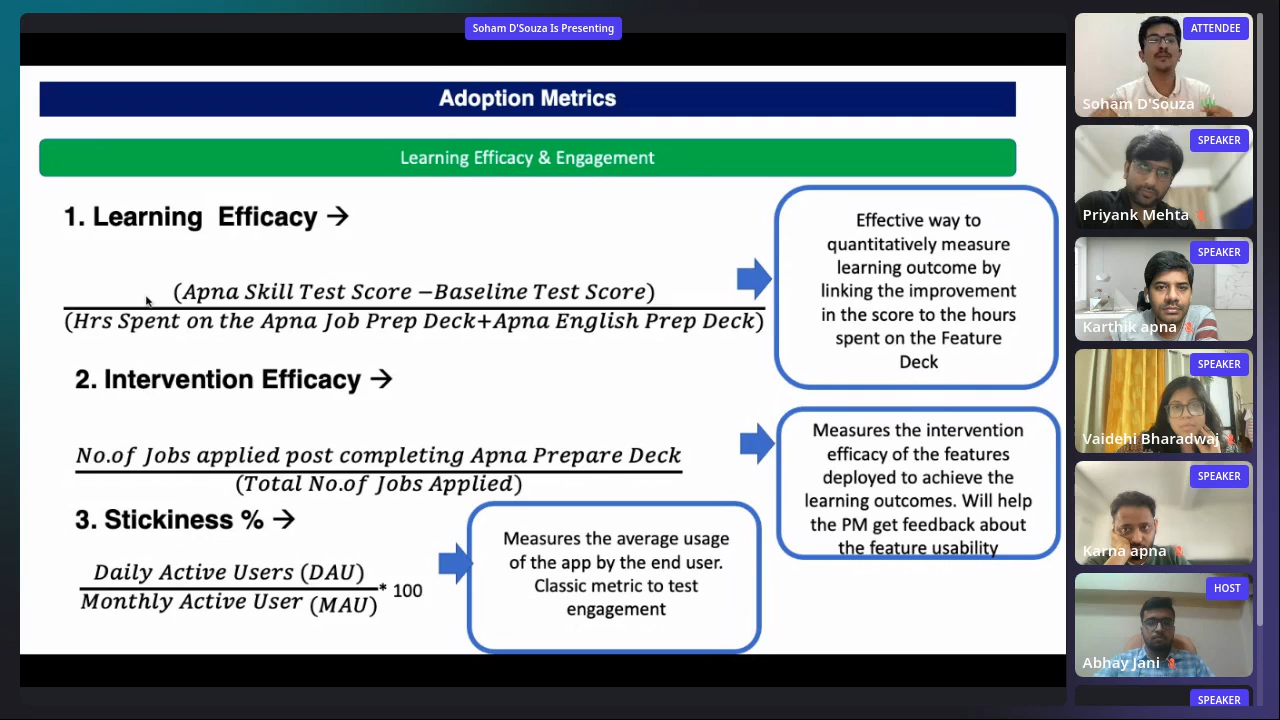 Soham D'Souza Is Presenting
Adoption Metrics
Learning Efficacy & Engagement
1. Learning Efficacy →
(Apna Skill Test Score −Baseline Test Score)
(Hrs Spent on the Apna Job Prep Deck+Apna English Prep Deck)
Effective way to
quantitatively measure
learning outcome by
linking the improvement
in the score to the hours
spent on the Feature
Deck
2. Intervention Efficacy →
No.of Jobs applied post completing Apna Prepare Deck
(Total No.of Jobs Applied)
Measures the intervention
efficacy of the features
deployed to achieve the
learning outcomes. Will help
the PM get feedback about
the feature usability
3. Stickiness % →
Daily Active Users (DAU)
Monthly Active User (MAU)
* 100
Measures the average usage
of the app by the end user.
Classic metric to test
engagement
ATTENDEE
Soham D'Souza
SPEAKER
Priyank Mehta
SPEAKER
Karthik apna
SPEAKER
Vaidehi Bharadwaj
SPEAKER
Karna apna
HOST
Abhay Jani
SPEAKER